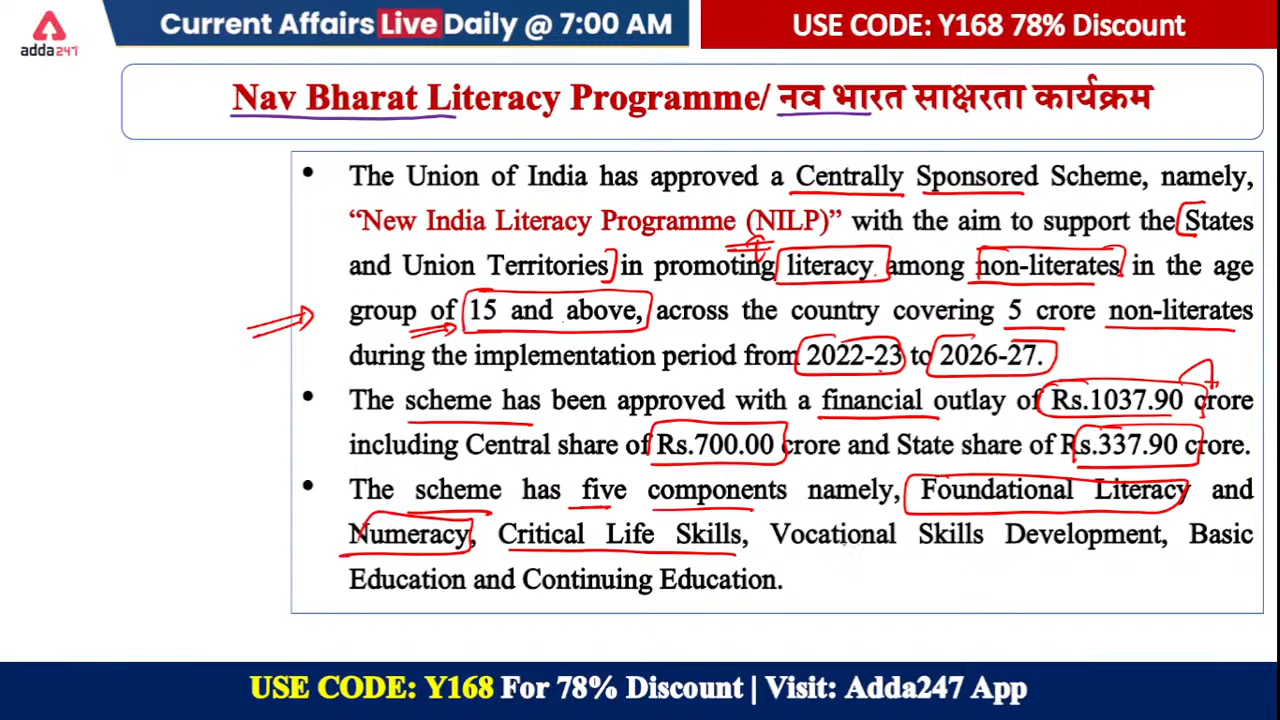 adda247
Current Affairs Live Daily @ 7:00 AM
USE CODE: Y168 78% Discount
Nav Bharat Literacy Programme/ नव भारत साक्षरता कार्यक्रम
• The Union of India has approved a Centrally Sponsored Scheme, namely,
“New India Literacy Programme (NILP)” with the aim to support the States
and Union Territories in promoting literacy among non-literates in the age
group of 15 and above, across the country covering 5 crore non-literates
during the implementation period from 2022-23 to 2026-27.
• The scheme has been approved with a financial outlay of Rs.1037.90 crore
including Central share of Rs.700.00 crore and State share of Rs.337.90 crore.
• The scheme has five components namely, Foundational Literacy and
Numeracy, Critical Life Skills, Vocational Skills Development, Basic
Education and Continuing Education.
USE CODE: Y168 For 78% Discount | Visit: Adda247 App